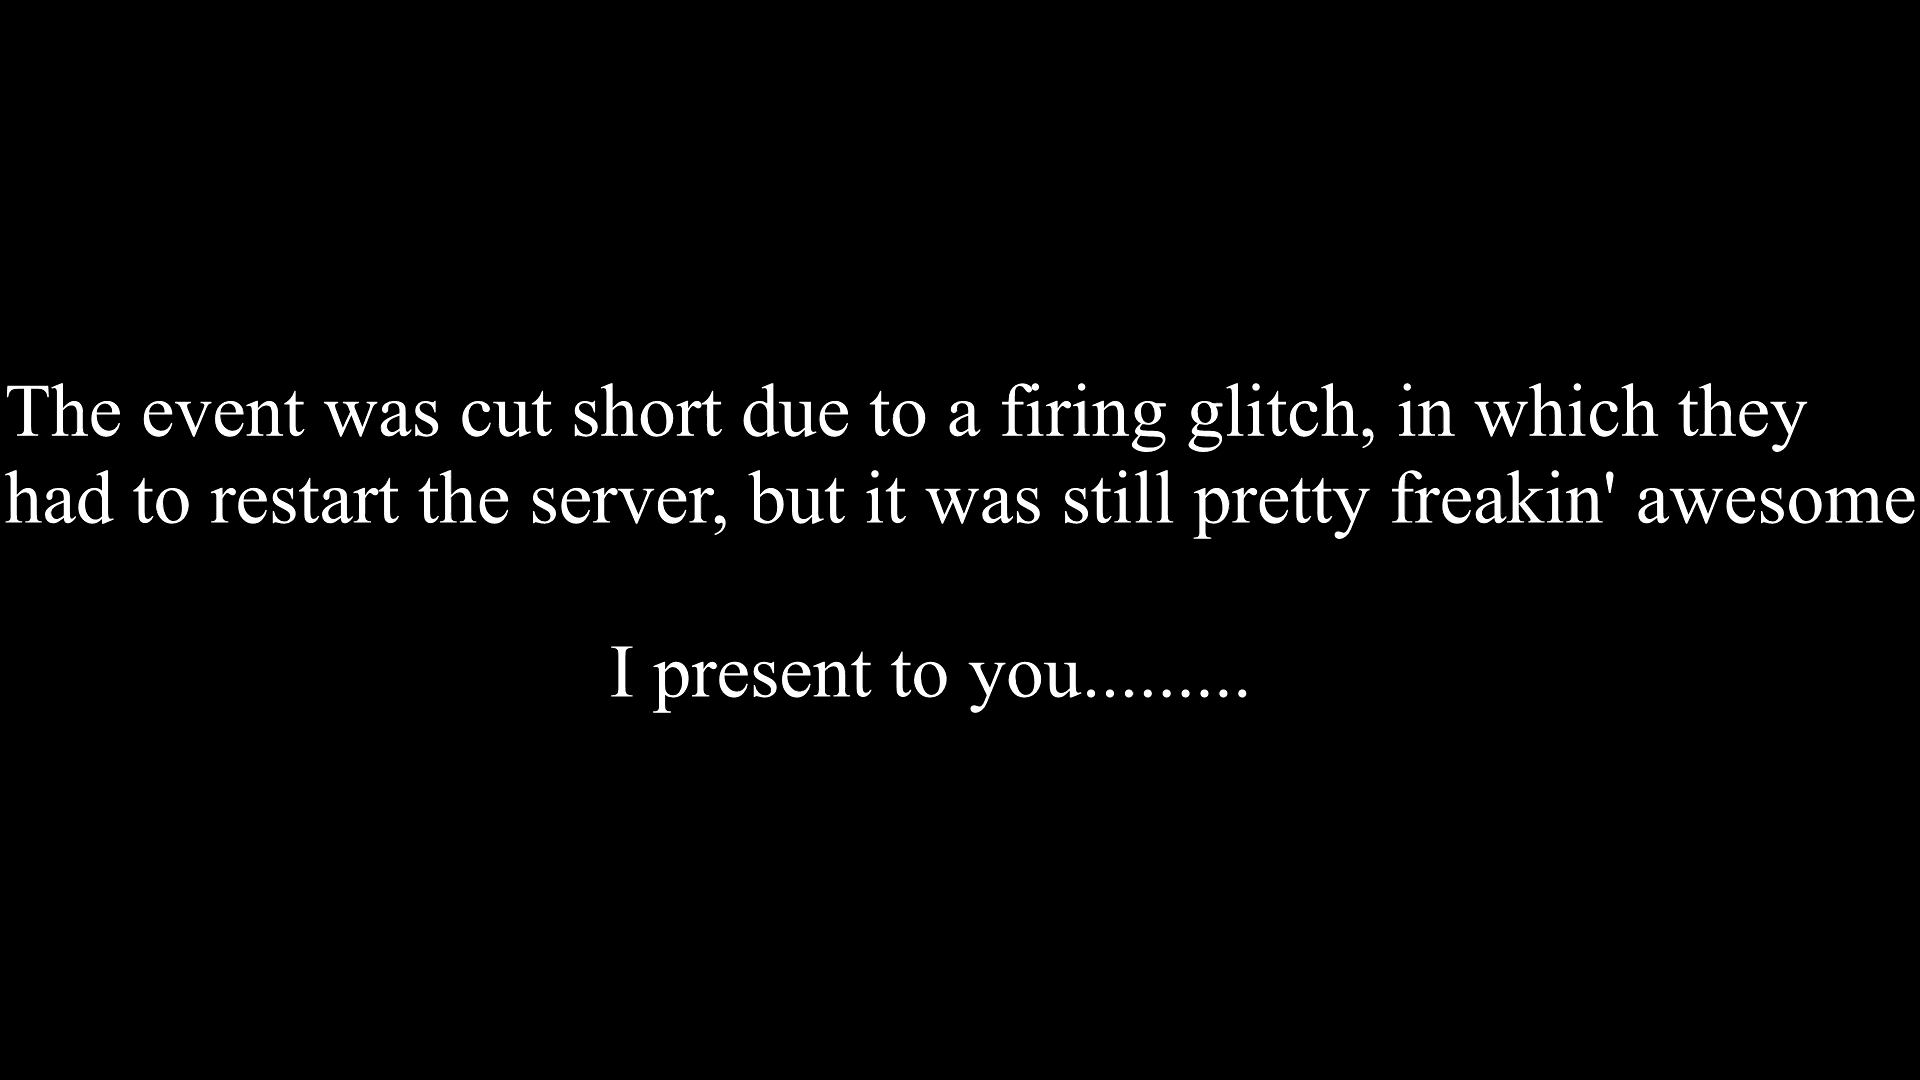 The event was cut short due to a firing glitch, in which they
had to restart the server, but it was still pretty freakin' awesome
I present to you.........